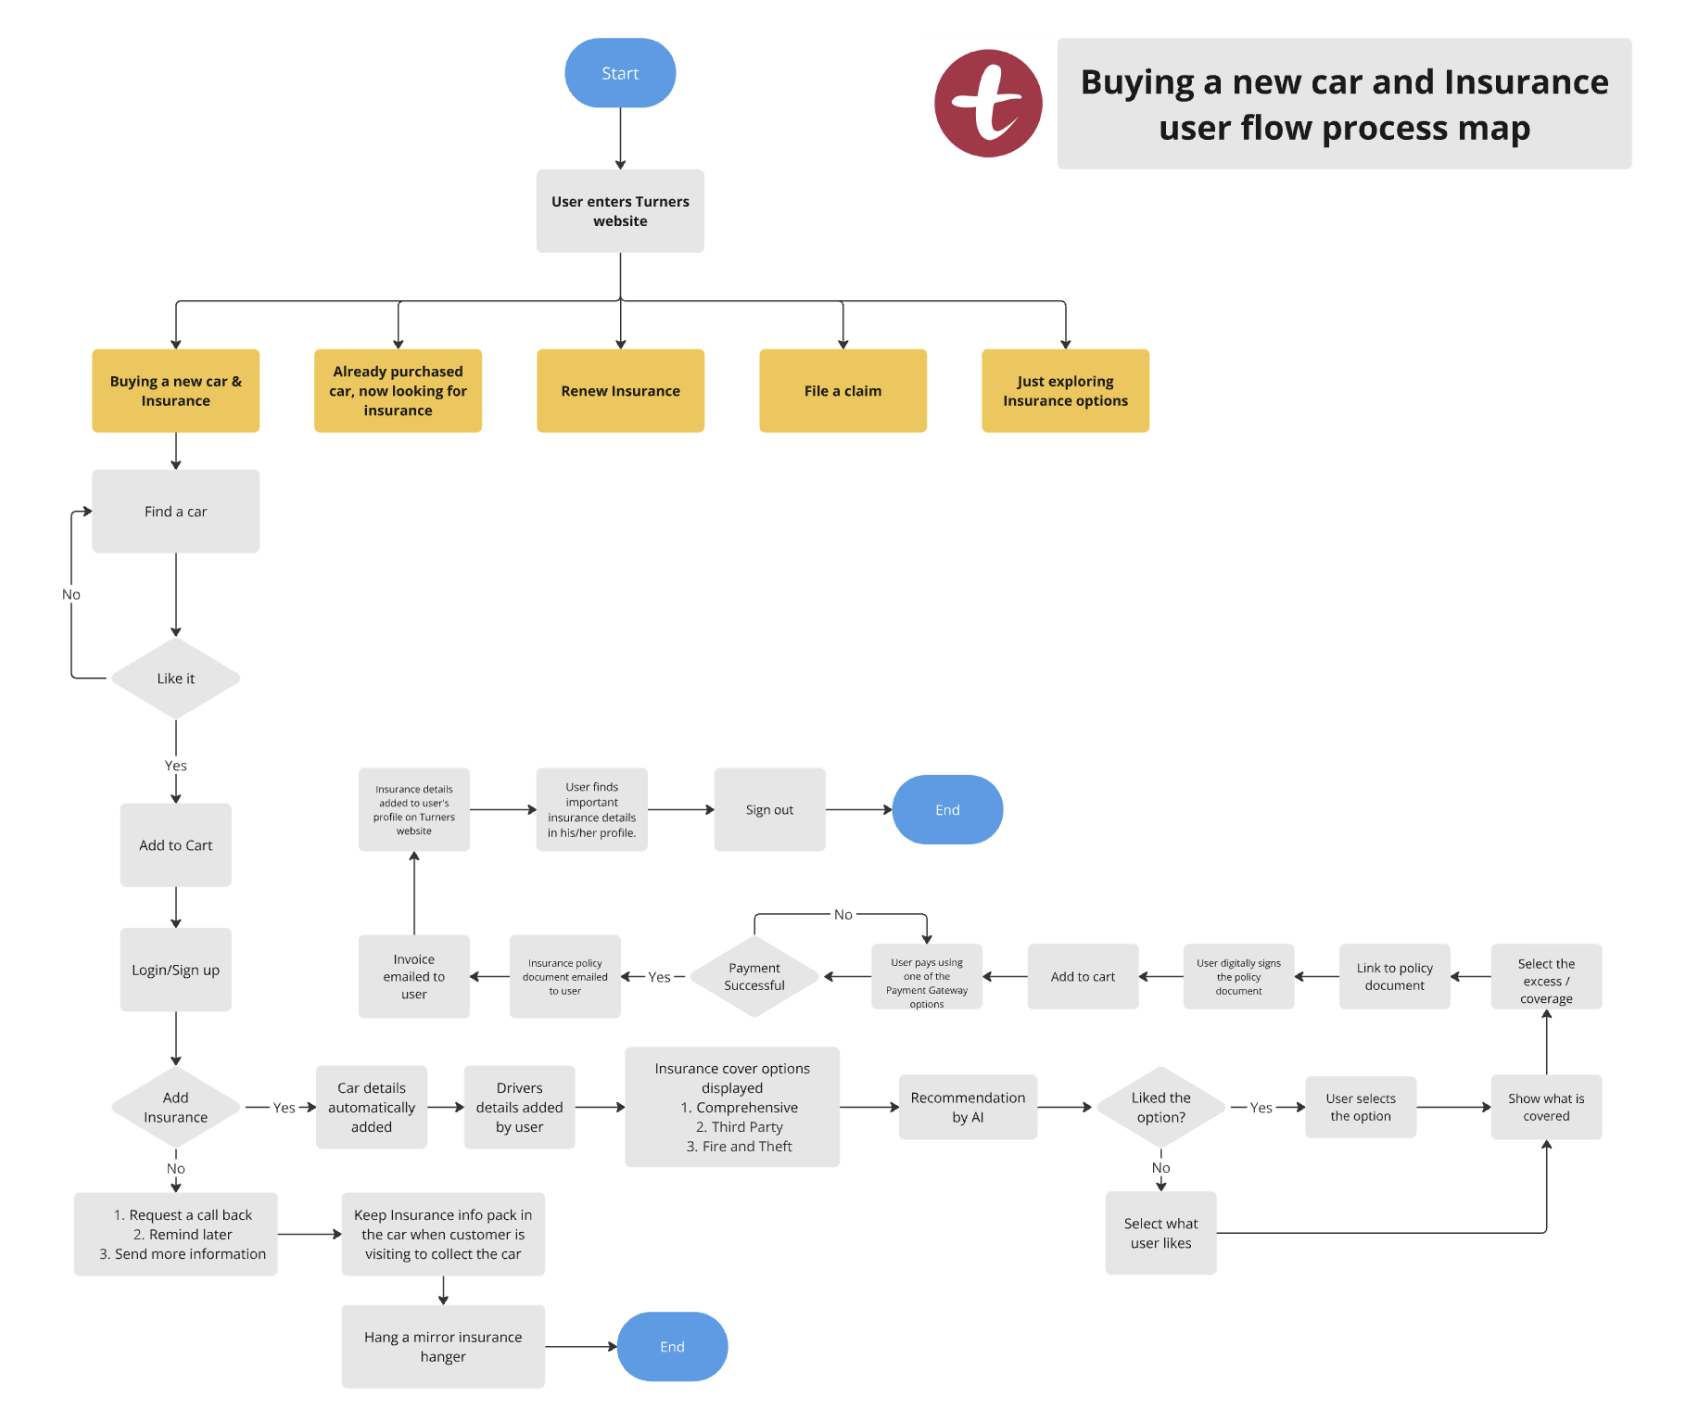 Start
Buying a new car and Insurance
user flow process map
User enters Turners
website
Buying a new car &
Insurance
Already purchased
car, now looking for
insurance
Renew Insurance
File a claim
Just exploring
Insurance options
Find a car
No
Like it
Yes
Add to Cart
Login/Sign up
Insurance details
added to user's
profile on Turners
website
User finds
important
insurance details
in his/her profile.
Sign out
End
No
Invoice
emailed to
user
Insurance policy
document emailed
to user
Yes
Payment
Successful
User pays using
one of the
Payment Gateway
options
Add to cart
User digitally signs
the policy
document
Link to policy
document
Select the
excess /
coverage
Add
Insurance
Yes
Car details
automatically
added
Drivers
details added
by user
Insurance cover options
displayed
1. Comprehensive
2. Third Party
3. Fire and Theft
Recommendation
by AI
Liked the
option?
Yes
User selects
the option
Show what is
covered
No
No
1. Request a call back
2. Remind later
3. Send more information
Keep Insurance info pack in
the car when customer is
visiting to collect the car
Select what
user likes
Hang a mirror insurance
hanger
End